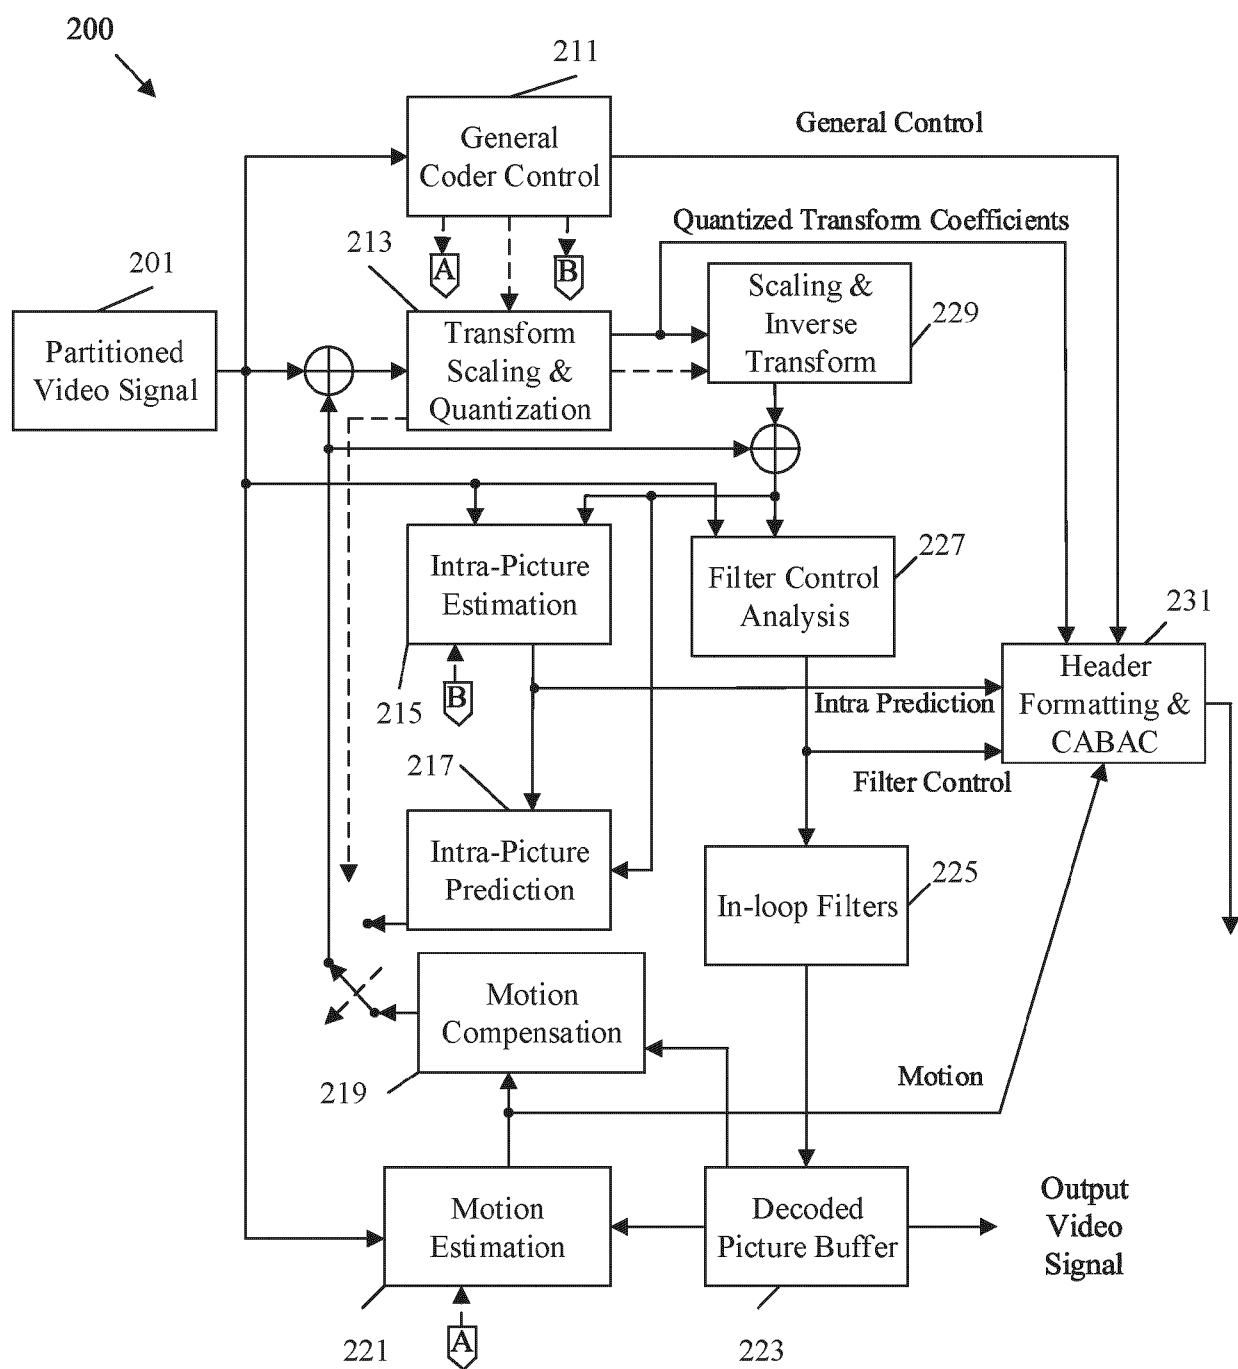 200
211
General
Coder Control
General Control
Quantized Transform Coefficients
A
B
213
201
Partitioned
Video Signal
Transform
Scaling &
Quantization
Scaling &
Inverse
Transform
229
Intra-Picture
Estimation
215
B
Filter Control
Analysis
227
231
Header
Formatting &
CABAC
Intra Prediction
Filter Control
217
Intra-Picture
Prediction
In-loop Filters
225
Motion
Compensation
219
Motion
Motion
Estimation
221
A
Decoded
Picture Buffer
223
Output
Video
Signal